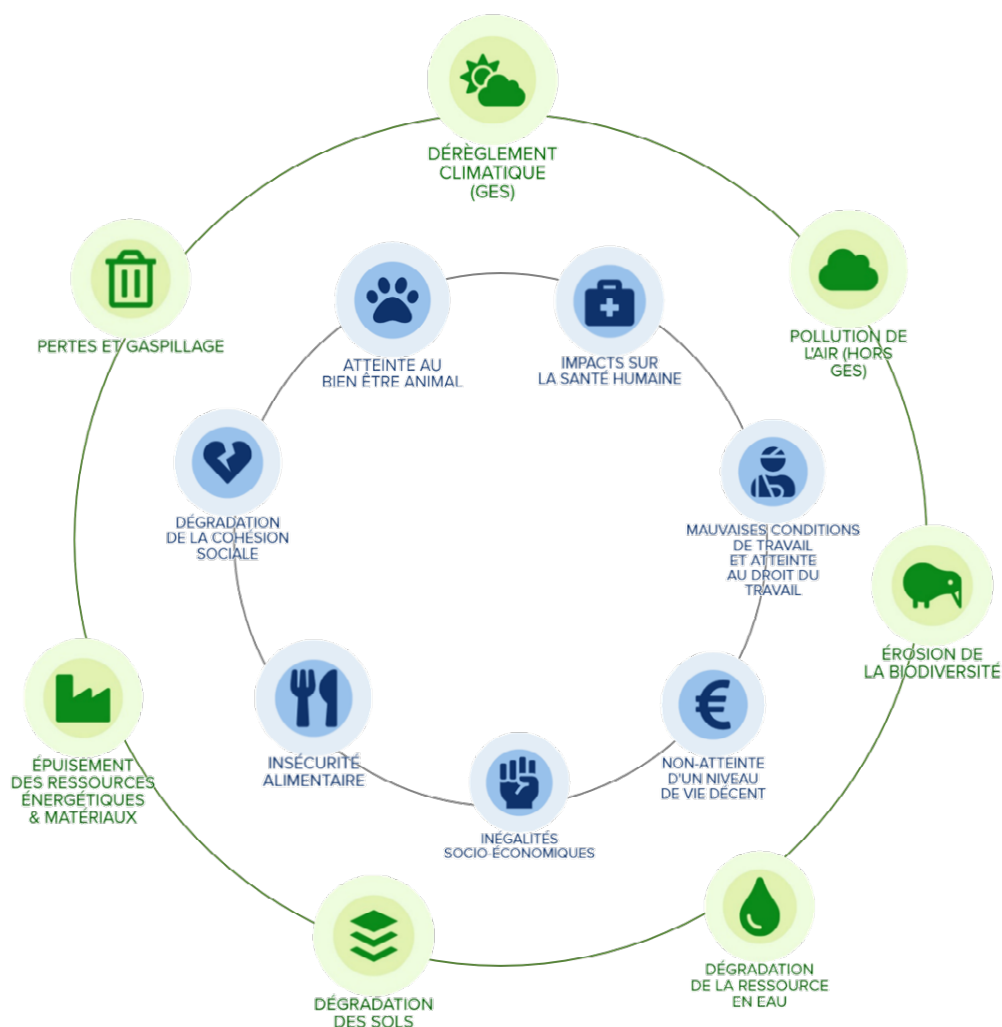 DÉRÈGLEMENT
CLIMATIQUE
(GES)
POLLUTION DE
L'AIR (HORS
GES)
PERTES ET GASPILLAGE
ATTEINTE AU
BIEN ÊTRE ANIMAL
IMPACTS SUR
LA SANTÉ HUMAINE
DÉGRADATION
DE LA COHÉSION
SOCIALE
MAUVAISES CONDITIONS
DE TRAVAIL
ET ATTEINTE
AU DROIT DU
TRAVAIL
ÉROSION DE
LA BIODIVERSITÉ
ÉPUISEMENT
DES RESSOURCES
ÉNERGÉTIQUES
& MATÉRIAUX
INSÉCURITÉ
ALIMENTAIRE
NON-ATTEINTE
D'UN NIVEAU
DE VIE DÉCENT
INÉGALITÉS
SOCIO-ÉCONOMIQUES
DÉGRADATION
DE LA RESSOURCE
EN EAU
DÉGRADATION
DES SOLS